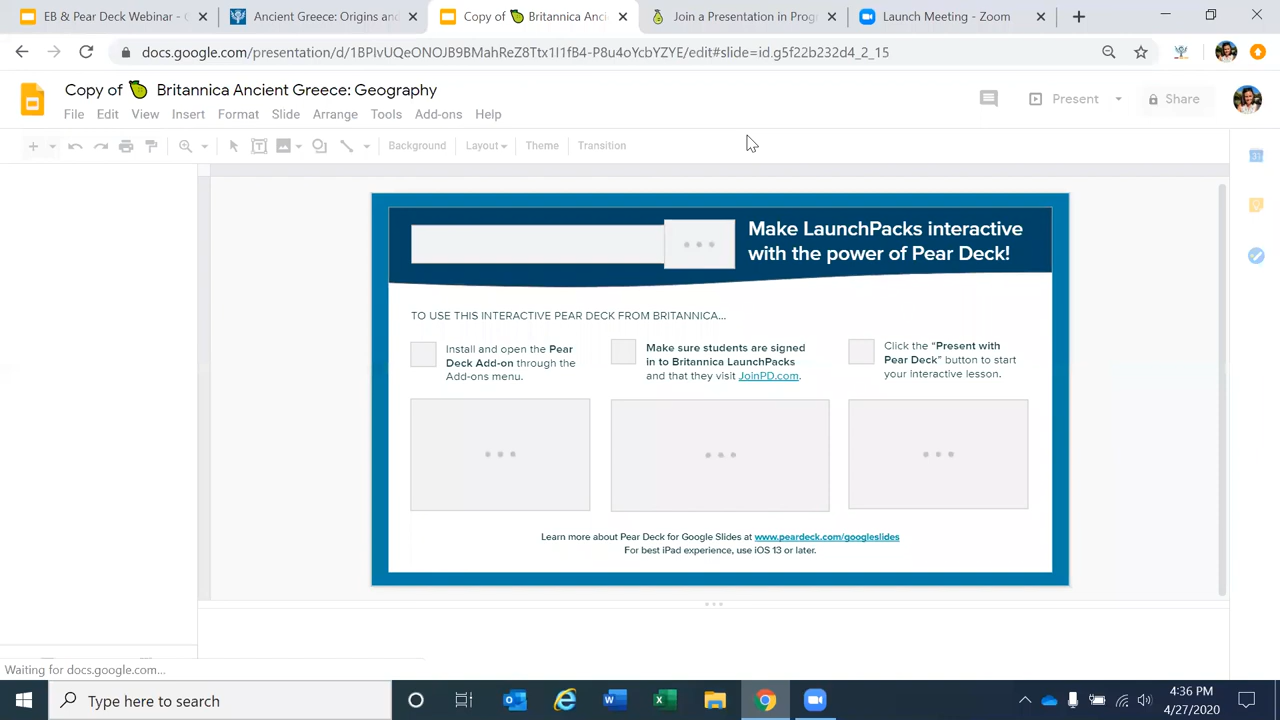 EB & Pear Deck Webinar -
Ancient Greece: Origins and
Copy of Britannica Anci
Join a Presentation in Prog
Launch Meeting - Zoom
docs.google.com/presentation/d/1BPIvUQeONOJB9BMahReZ8Ttx1I1fB4-P8u4oYcbYZYE/edit#slide=id.g5f22b232d4_2_15
Copy of Britannica Ancient Greece: Geography
File Edit View Insert Format Slide Arrange Tools Add-ons Help
Present
Share
Background Layout Theme Transition
Make LaunchPacks interactive
with the power of Pear Deck!
TO USE THIS INTERACTIVE PEAR DECK FROM BRITANNICA...
Install and open the Pear
Deck Add-on through the
Add-ons menu.
Make sure students are signed
in to Britannica LaunchPacks
and that they visit JoinPD.com.
Click the "Present with
Pear Deck" button to start
your interactive lesson.
Learn more about Pear Deck for Google Slides at www.peardeck.com/googleslides
For best iPad experience, use iOS 13 or later.
Waiting for docs.google.com...
Type here to search
4:36 PM
4/27/2020